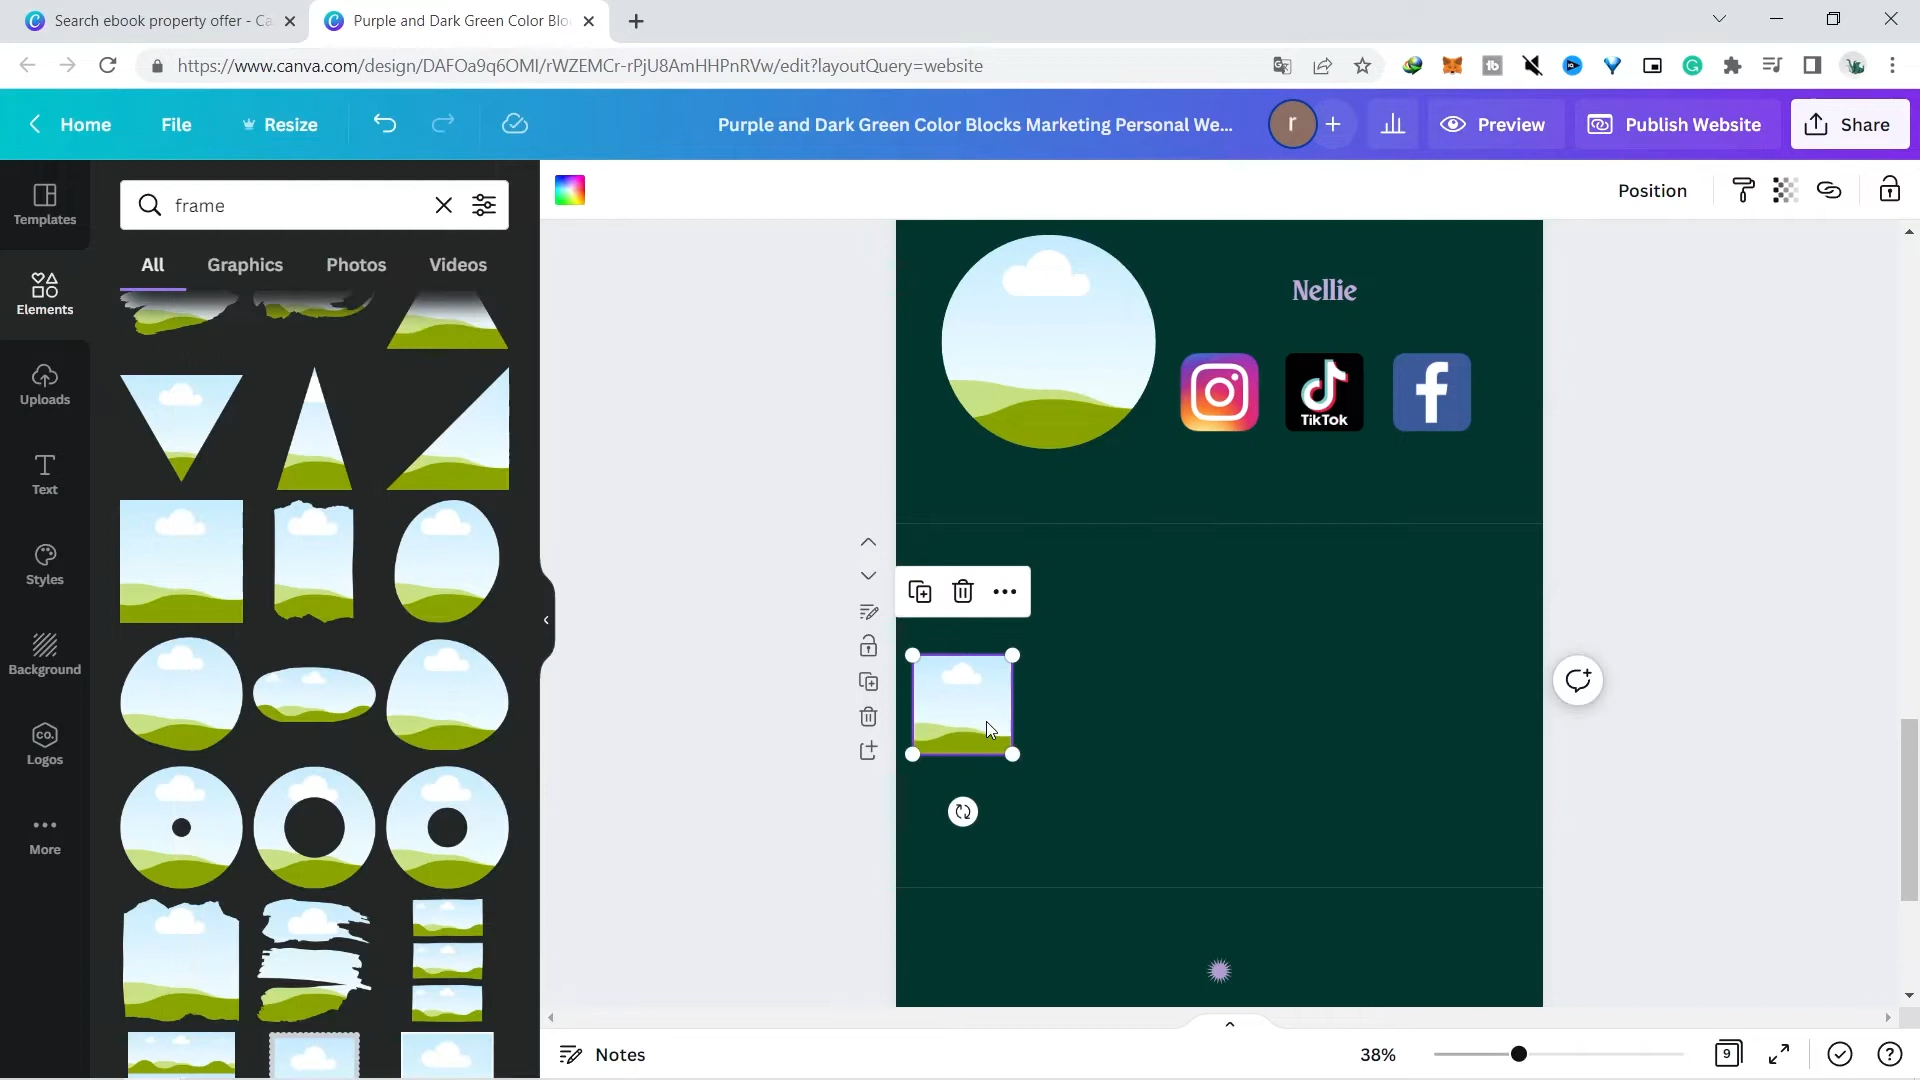 Search ebook property offer - Ca
Purple and Dark Green Color Blo
https://www.canva.com/design/DAFOa9q6OMI/rWZEMCr-rPjU8AmHHPnRVw/edit?layoutQuery=website
Home
File
Resize
Purple and Dark Green Color Blocks Marketing Personal We...
r
Preview
Publish Website
Share
Templates
Elements
Uploads
Text
Styles
Background
CO.
Logos
More
frame
All
Graphics
Photos
Videos
Position
Nellie
TikTok
Notes
38%
9